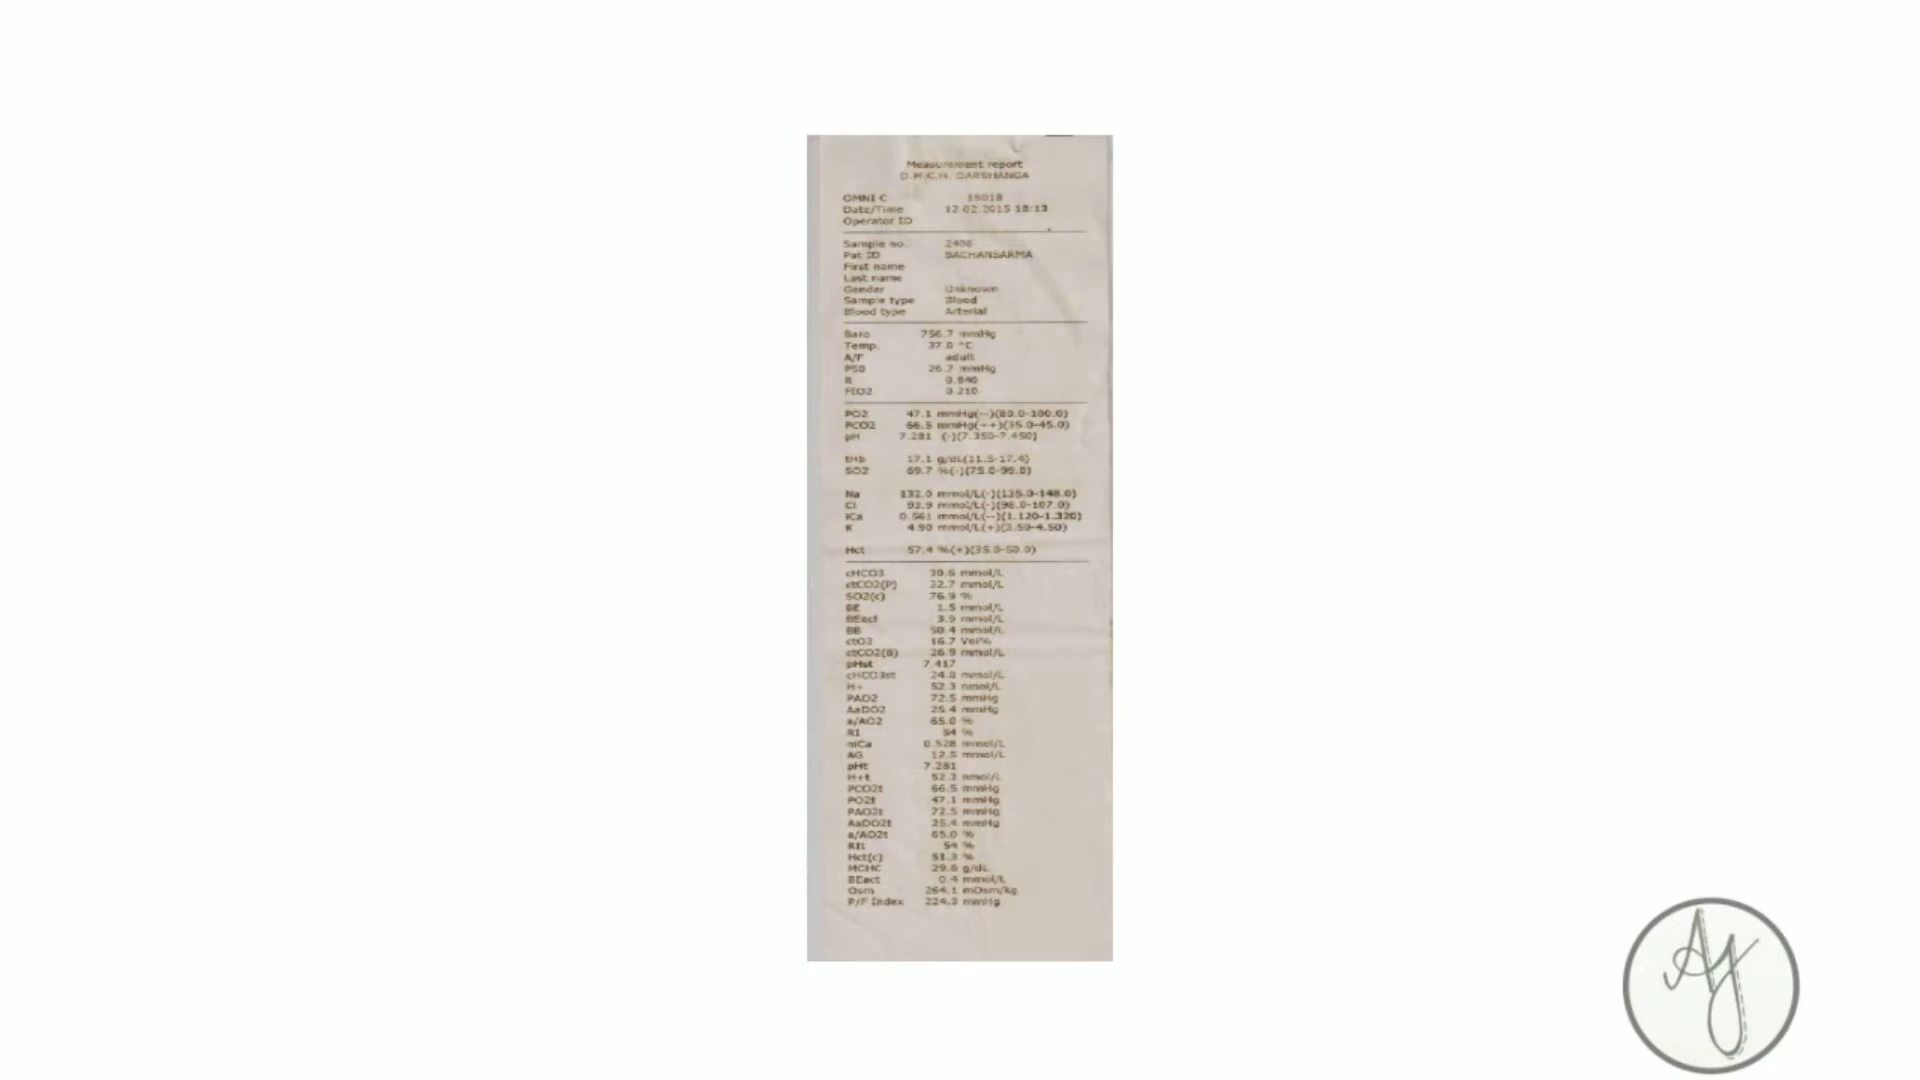 Measurement report
D.M.C.H. DARBHANGA
OMNI C 15018
Date/Time 12.02.2015 18:13
Operator ID
Sample no. 2408
Pat ID BACHANSARMA
First name
Last name
Gender Unknown
Sample type Blood
Blood type Arterial
Baro 756.7 mmHg
Temp. 37.0 °C
A/F adult
P50 26.7 mmHg
R 0.840
FIO2 0.210
PO2 47.1 mmHg(--)(80.0-100.0)
PCO2 66.5 mmHg(++)(35.0-45.0)
pH 7.281 (-)(7.350-7.450)
tHb 17.1 g/dL(11.5-17.4)
SO2 69.7 %(-)(75.0-99.0)
Na 132.0 mmol/L(-)(135.0-148.0)
Cl 93.9 mmol/L(-)(98.0-107.0)
iCa 0.561 mmol/L(--)(1.120-1.320)
K 4.90 mmol/L(+)(3.50-4.50)
Hct 57.4 %(+)(35.0-50.0)
cHCO3 30.6 mmol/L
ctCO2(P) 32.7 mmol/L
SO2(c) 76.9 %
BE 1.5 mmol/L
BEecf 3.9 mmol/L
BB 50.4 mmol/L
ctO2 16.7 Vol%
ctCO2(B) 26.9 mmol/L
pHst 7.417
cHCO3st 24.8 mmol/L
H+ 52.3 nmol/L
PAO2 72.5 mmHg
AaDO2 25.4 mmHg
a/AO2 65.0 %
RI 54 %
niCa 0.528 mmol/L
AG 12.5 mmol/L
pHt 7.281
H+t 52.3 nmol/L
PCO2t 66.5 mmHg
PO2t 47.1 mmHg
PAO2t 72.5 mmHg
AaDO2t 25.4 mmHg
a/AO2t 65.0 %
RIt 54 %
Hct(c) 51.3 %
MCHC 29.8 g/dL
BEact 0.4 mmol/L
Osm 264.1 mOsm/kg
P/F Index 224.3 mmHg
Ay